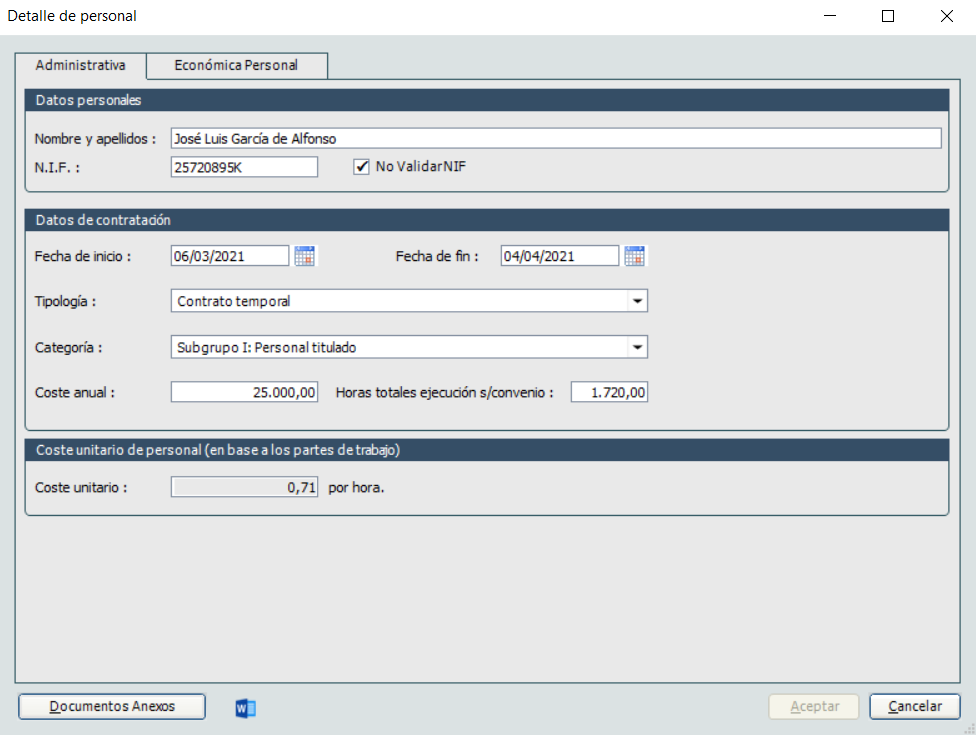 Detalle de personal
Administrativa Económica Personal
Datos personales
Nombre y apellidos : José Luis García de Alfonso
N.I.F. : 25720895K No ValidarNIF
Datos de contratación
Fecha de inicio : 06/03/2021 Fecha de fin : 04/04/2021
Tipología : Contrato temporal
Categoría : Subgrupo I: Personal titulado
Coste anual : 25.000,00 Horas totales ejecución s/convenio : 1.720,00
Coste unitario de personal (en base a los partes de trabajo)
Coste unitario : 0,71 por hora.
Documentos Anexos W Aceptar Cancelar